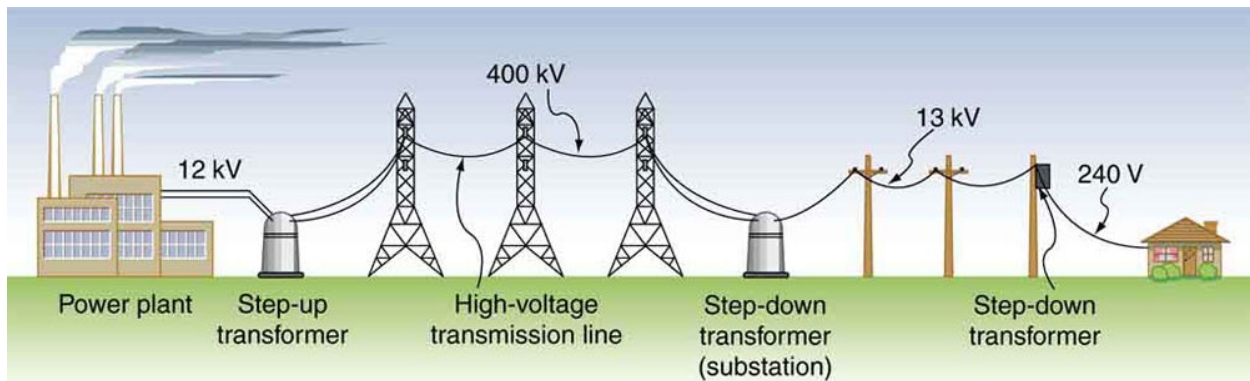 400 kV
13 kV
12 kV
240 V
Power plant
Step-up
transformer
High-voltage
transmission line
Step-down
transformer
(substation)
Step-down
transformer